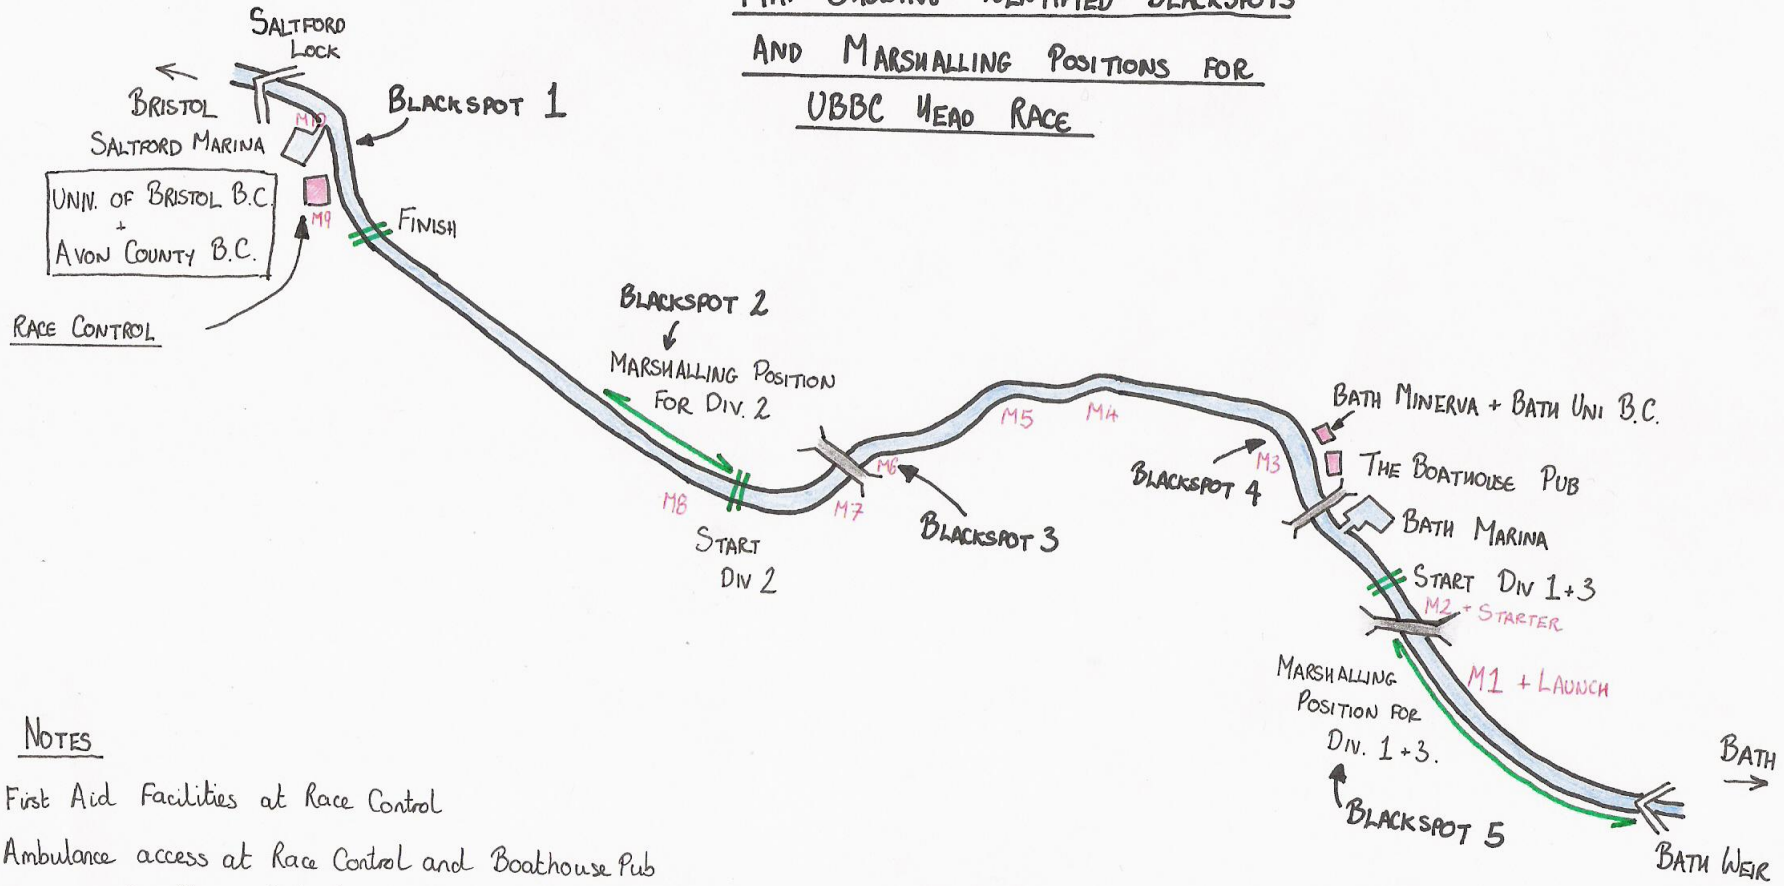 MAP SHOWING IDENTIFIED BLACKSPOTS
AND MARSHALLING POSITIONS FOR
UBBC HEAD RACE
SALTFORD
LOCK
BRISTOL
BLACKSPOT 1
M10
SALTFORD MARINA
UNIV. OF BRISTOL B.C.
+
AVON COUNTY B.C.
M9
FINISH
RACE CONTROL
BLACKSPOT 2
MARSHALLING POSITION
FOR DIV. 2
M8
START
DIV 2
M7
M6
BLACKSPOT 3
M5
M4
BLACKSPOT 4
M3
BATH MINERVA + BATH UNI B.C.
THE BOATHOUSE PUB
BATH MARINA
START DIV 1+3
M2 + STARTER
M1 + LAUNCH
MARSHALLING
POSITION FOR
DIV. 1+3.
BLACKSPOT 5
BATH
BATH WEIR
NOTES
First Aid Facilities at Race Control
Ambulance access at Race Control and Boathouse Pub